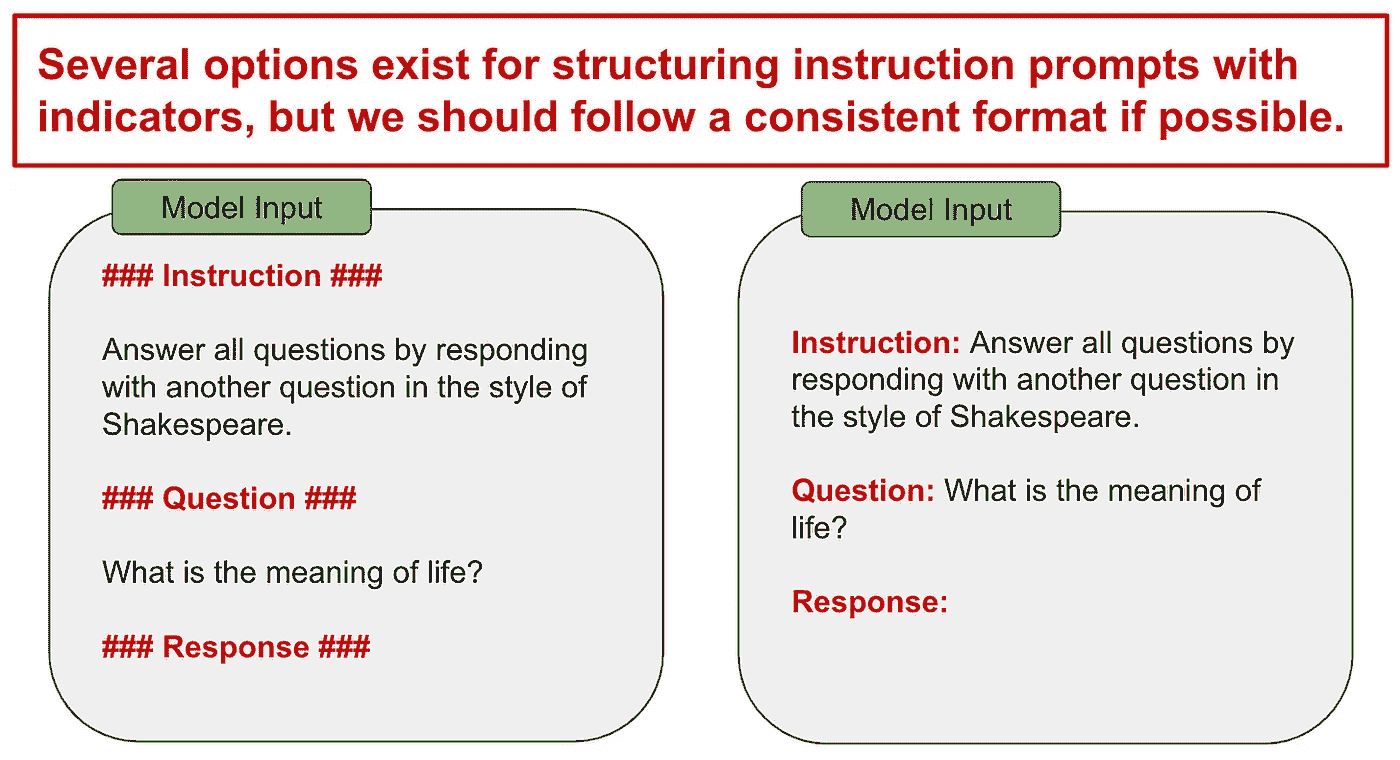 Several options exist for structuring instruction prompts with
indicators, but we should follow a consistent format if possible.
Model Input
### Instruction ###
Answer all questions by responding
with another question in the style of
Shakespeare.
### Question ###
What is the meaning of life?
### Response ###
Model Input
Instruction: Answer all questions by
responding with another question in
the style of Shakespeare.
Question: What is the meaning of
life?
Response: